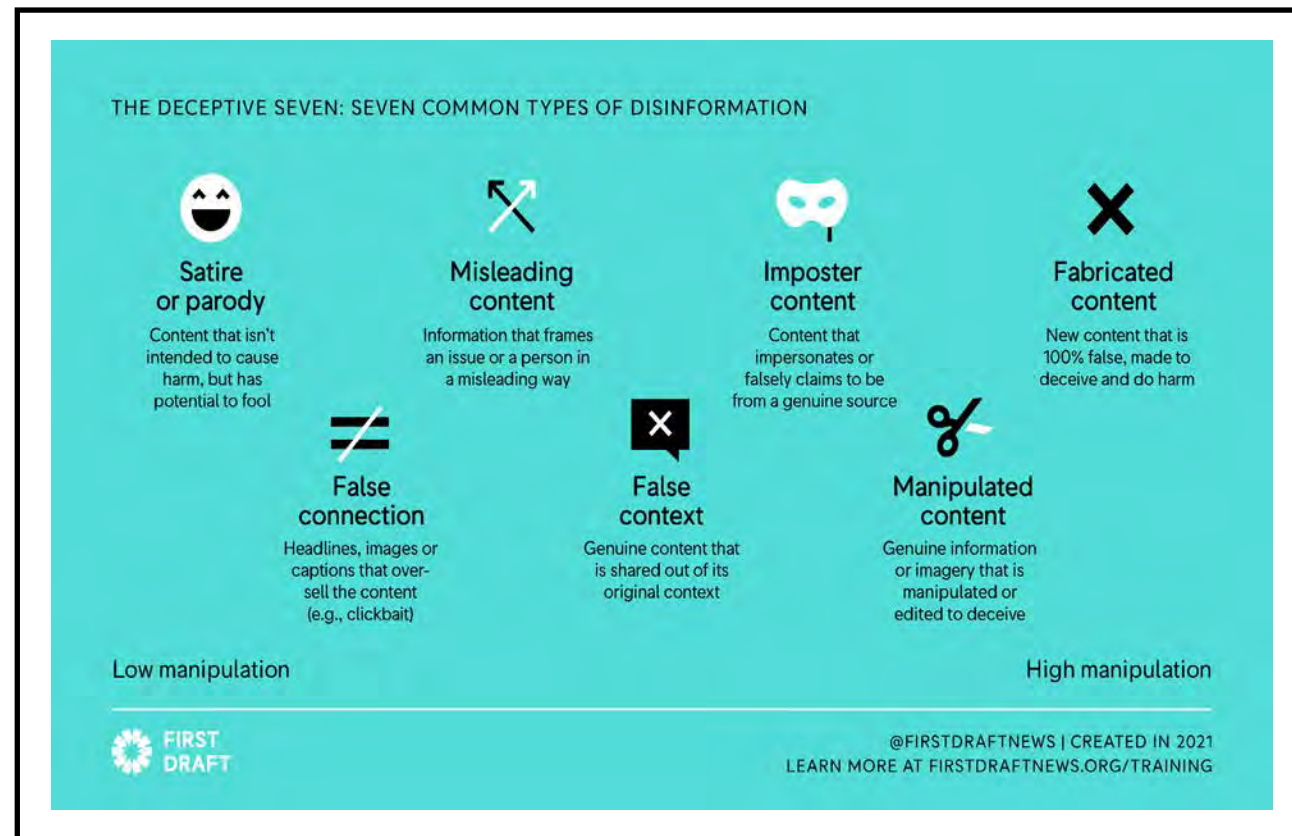 THE DECEPTIVE SEVEN: SEVEN COMMON TYPES OF DISINFORMATION
Satire
or parody
Content that isn't
intended to cause
harm, but has
potential to fool
Misleading
content
Information that frames
an issue or a person in
a misleading way
Imposter
content
Content that
impersonates or
falsely claims to be
from a genuine source
Fabricated
content
New content that is
100% false, made to
deceive and do harm
False
connection
Headlines, images or
captions that over-
sell the content
(e.g., clickbait)
False
context
Genuine content that
is shared out of its
original context
Manipulated
content
Genuine information
or imagery that is
manipulated or
edited to deceive
Low manipulation
High manipulation
FIRST
DRAFT
@FIRSTDRAFTNEWS | CREATED IN 2021
LEARN MORE AT FIRSTDRAFTNEWS.ORG/TRAINING